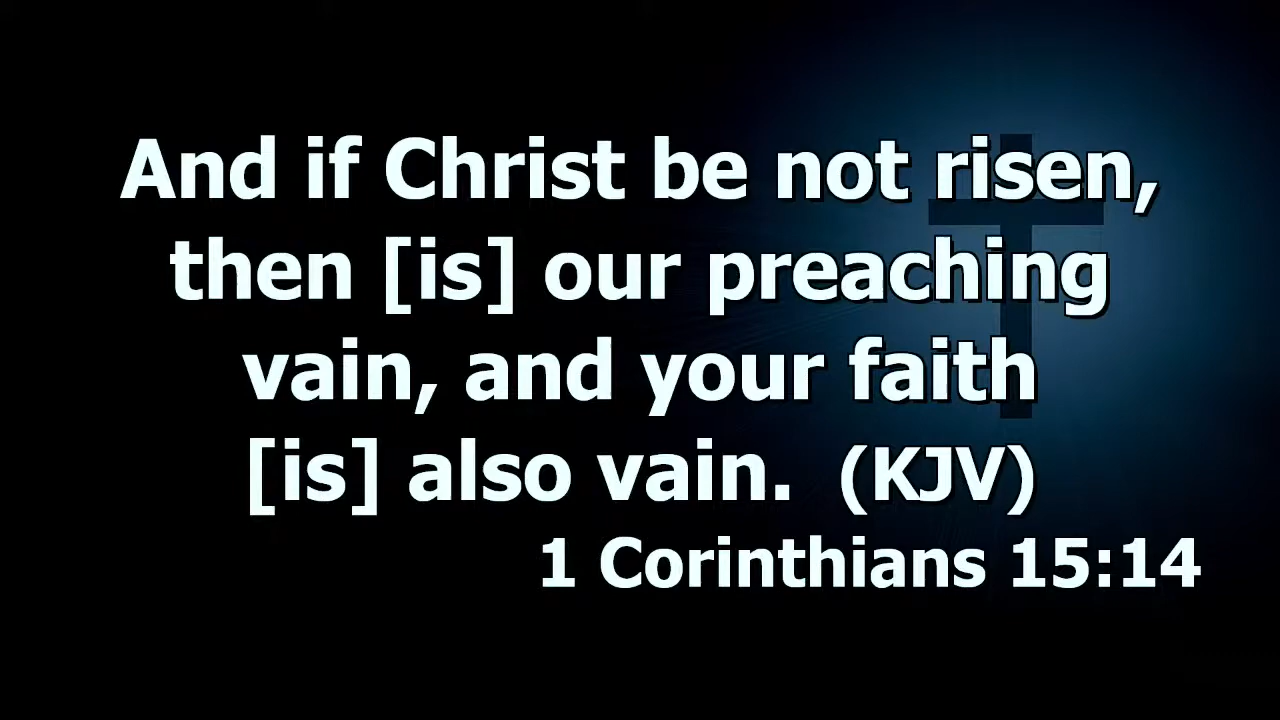 And if Christ be not risen,
then [is] our preaching
vain, and your faith
[is] also vain. (KJV)
1 Corinthians 15:14